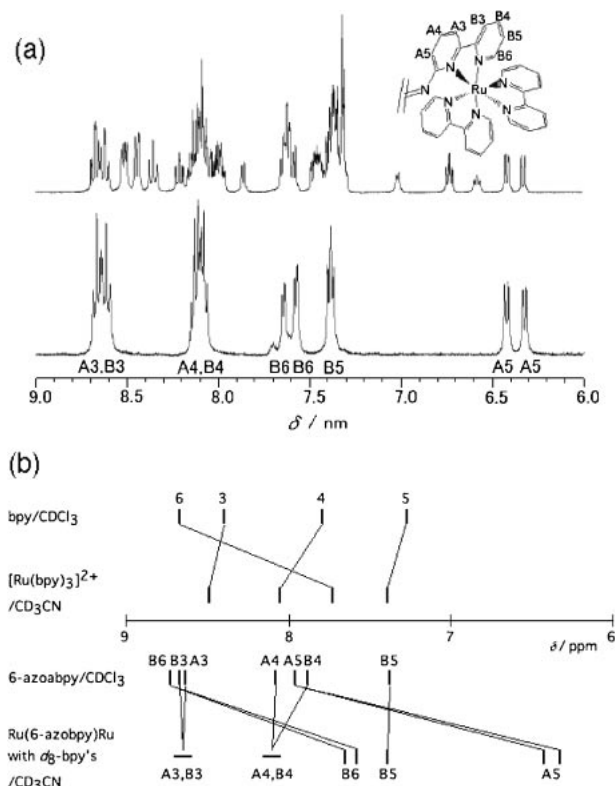 (a)
A4 A3 B3 B4
A5 B5
B6
N N N
N Ru N
N N
A3,B3 A4,B4 B6 B6 B5 A5 A5
9.0 8.5 8.0 7.5 7.0 6.5 6.0
δ / nm
(b)
6 3 4 5
bpy/CDCl3
[Ru(bpy)3]2+
/CD3CN
9 8 7 6
δ / ppm
B6 B3 A3 A4 A5 B4 B5
6-azoabpy/CDCl3
Ru(6-azobpy)Ru
with d8-bpy's
/CD3CN
A3,B3 A4,B4 B6 B5 A5